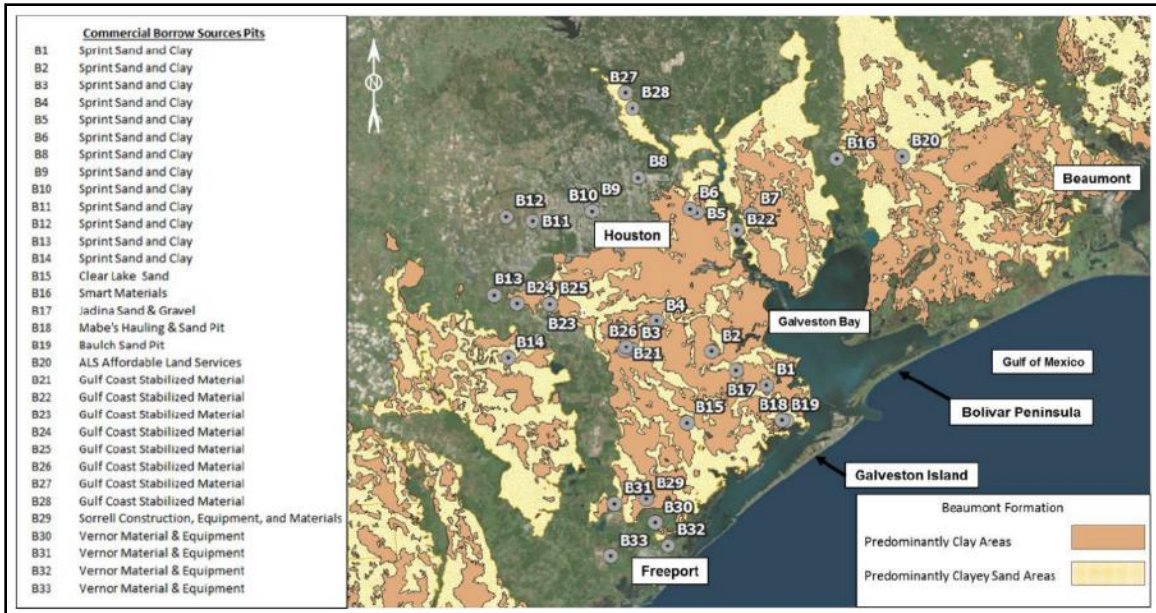 Commercial Borrow Sources Pits
B1 Sprint Sand and Clay
B2 Sprint Sand and Clay
B3 Sprint Sand and Clay
B4 Sprint Sand and Clay
B5 Sprint Sand and Clay
B6 Sprint Sand and Clay
B8 Sprint Sand and Clay
B9 Sprint Sand and Clay
B10 Sprint Sand and Clay
B11 Sprint Sand and Clay
B12 Sprint Sand and Clay
B13 Sprint Sand and Clay
B14 Sprint Sand and Clay
B15 Clear Lake Sand
B16 Smart Materials
B17 Jadina Sand & Gravel
B18 Mabe's Hauling & Sand Pit
B19 Baulch Sand Pit
B20 ALS Affordable Land Services
B21 Gulf Coast Stabilized Material
B22 Gulf Coast Stabilized Material
B23 Gulf Coast Stabilized Material
B24 Gulf Coast Stabilized Material
B25 Gulf Coast Stabilized Material
B26 Gulf Coast Stabilized Material
B27 Gulf Coast Stabilized Material
B28 Gulf Coast Stabilized Material
B29 Sorrell Construction, Equipment, and Materials
B30 Vernor Material & Equipment
B31 Vernor Material & Equipment
B32 Vernor Material & Equipment
B33 Vernor Material & Equipment
N
B27
B28
B8
B16
B20
Beaumont
B10 B9
B6
B5
B7
B22
B12
B11
Houston
B13
B24 B25
B23
B4
B26 B3
B21
B2
Galveston Bay
B14
B1
B17
Gulf of Mexico
B15
B18 B19
Bolivar Peninsula
Galveston Island
B31 B29
B30
B32
B33
Freeport
Beaumont Formation
Predominantly Clay Areas
Predominantly Clayey Sand Areas